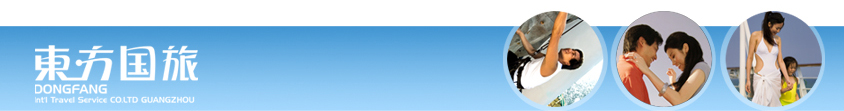 東方国旅
DONGFANG
int'l Travel Service CO.LTD GUANGZHOU